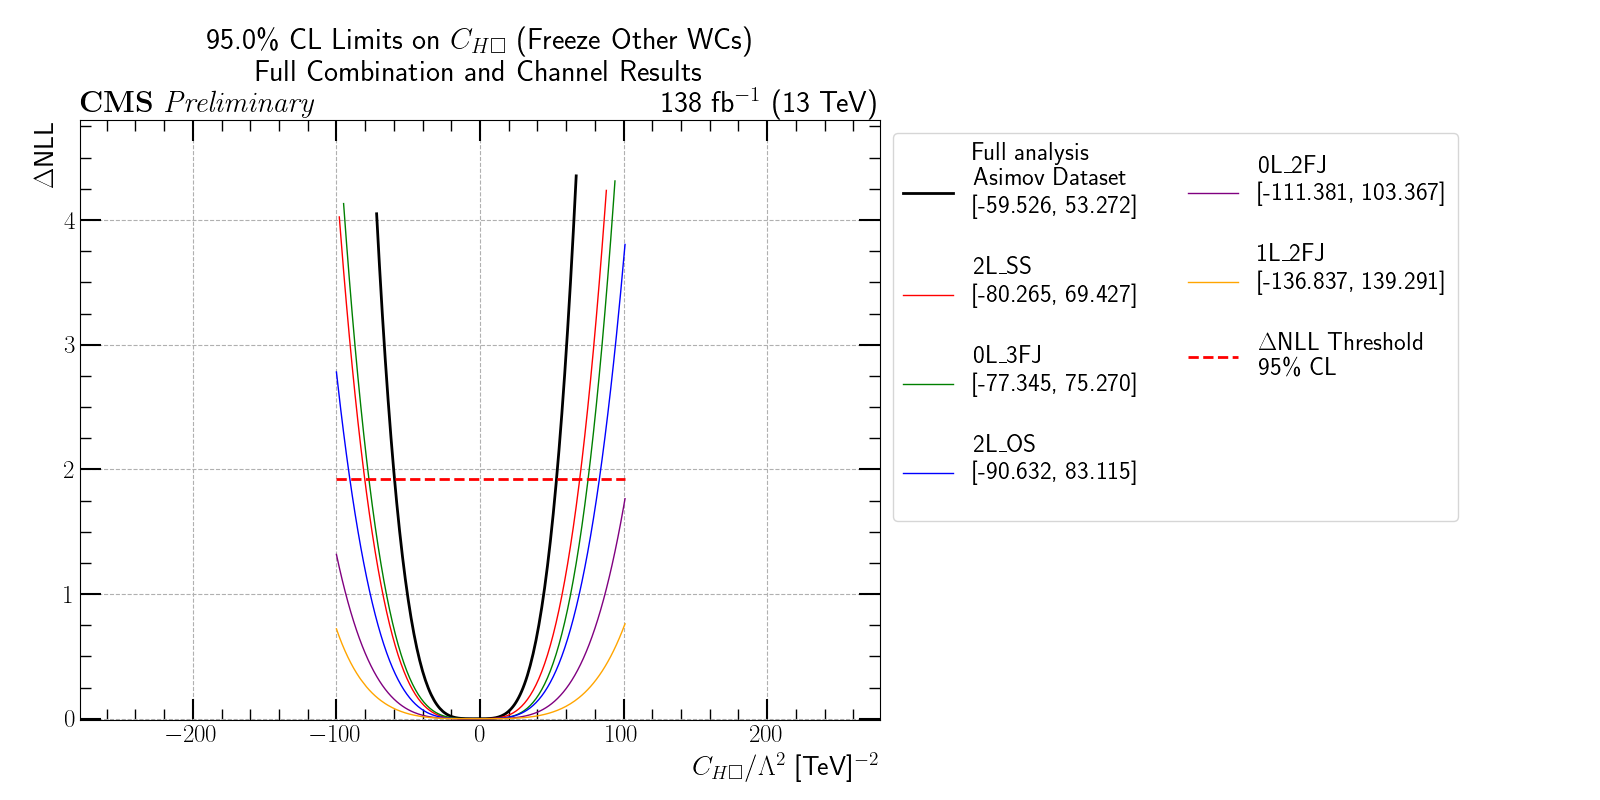 95.0% CL Limits on $C_{H\square}$ (Freeze Other WCs)
Full Combination and Channel Results
CMS Preliminary
138 fb⁻¹ (13 TeV)
ΔNLL
4
3
2
1
0
−200
−100
0
100
200
$C_{H\square}/\Lambda^2$ [TeV]⁻²
Full analysis
Asimov Dataset
[-59.526, 53.272]
2L_SS
[-80.265, 69.427]
0L_3FJ
[-77.345, 75.270]
2L_OS
[-90.632, 83.115]
0L_2FJ
[-111.381, 103.367]
1L_2FJ
[-136.837, 139.291]
ΔNLL Threshold
95% CL